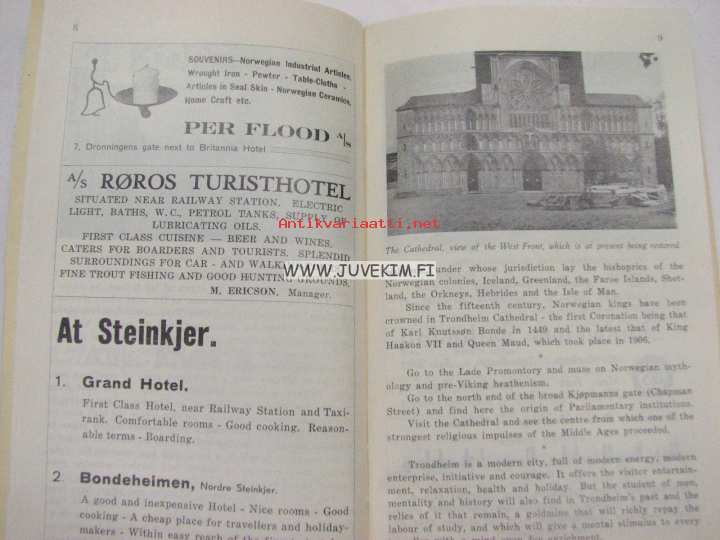 8
SOUVENIRS—Norwegian Industrial Articles,
Wrought Iron - Pewter - Table-Cloths -
Articles in Seal Skin - Norwegian Ceramics,
Home Craft etc.
PER FLOOD A/S
7, Dronningens gate next to Britannia Hotel
A/S RØROS TURISTHOTEL
SITUATED NEAR RAILWAY STATION. ELECTRIC
LIGHT, BATHS, W.C., PETROL TANKS, SUPPLY OF
LUBRICATING OILS.
FIRST CLASS CUISINE — BEER AND WINES.
CATERS FOR BOARDERS AND TOURISTS. SPLENDID
SURROUNDINGS FOR CAR - AND WALKING
FINE TROUT FISHING AND GOOD HUNTING GROUNDS.
M. ERICSON, Manager.
At Steinkjer.
1. Grand Hotel,
First Class Hotel, near Railway Station and Taxi-
rank. Comfortable rooms - Good cooking. Reason-
able terms - Boarding.
2. Bondeheimen, Nordre Steinkjer.
A good and inexpensive Hotel - Nice rooms - Good
cooking - A cheap place for travellers and holiday-
makers - Within easy reach of the
9
The Cathedral, view of the West Front, which is at present being restored
under whose jurisdiction lay the bishoprics of the
Norwegian colonies, Iceland, Greenland, the Faroe Islands, Shet-
land, the Orkneys, Hebrides and the Isle of Man.
Since the fifteenth century, Norwegian kings have been
crowned in Trondheim Cathedral - the first Coronation being that
of Karl Knutssøn Bonde in 1449 and the latest that of King
Haakon VII and Queen Maud, which took place in 1906.
*
Go to the Lade Promontory and muse on Norwegian myth-
ology and pre-Viking heathenism.
Go to the north end of the broad Kjøpmanns gate (Chapman
Street) and find here the origin of Parliamentary institutions.
Visit the Cathedral and see the centre from which one of the
strongest religious impulses of the Middle Ages proceeded.
*
Trondheim is a modern city, full of modern energy, modern
enterprise, initiative and courage. It offers the visitor entertain-
ment, relaxation, health and holiday. But the student of men,
mentality and history will also find in Trondheim's past and the
relics of it that remain, a goldmine that will richly repay the
labour of study, and which will give a mental stimulus to every
Antikvariaatti.net
WWW.JUVEKIM.FI